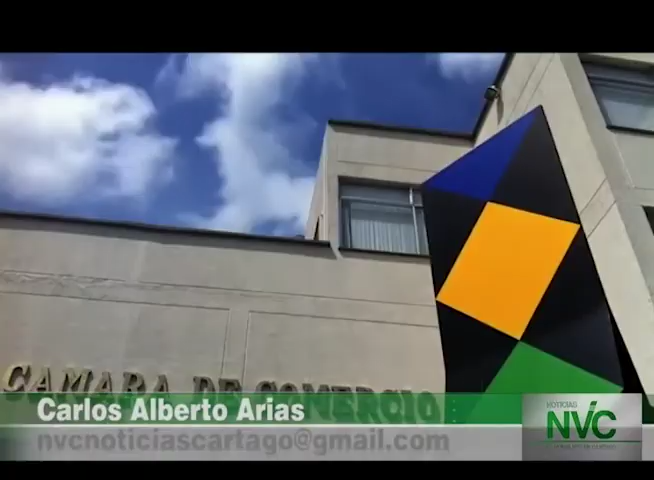 CAMARA DE COMERCIO
Carlos Alberto Arias
nvcnoticiascartago@gmail.com
NOTICIAS
NVC